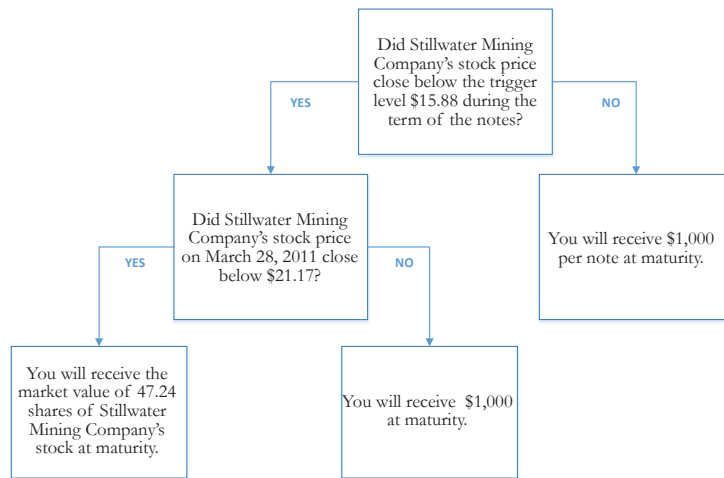 Did Stillwater Mining
Company's stock price
close below the trigger
level $15.88 during the
term of the notes?
YES
NO
Did Stillwater Mining
Company's stock price
on March 28, 2011 close
below $21.17?
You will receive $1,000
per note at maturity.
YES
NO
You will receive the
market value of 47.24
shares of Stillwater
Mining Company's
stock at maturity.
You will receive $1,000
at maturity.